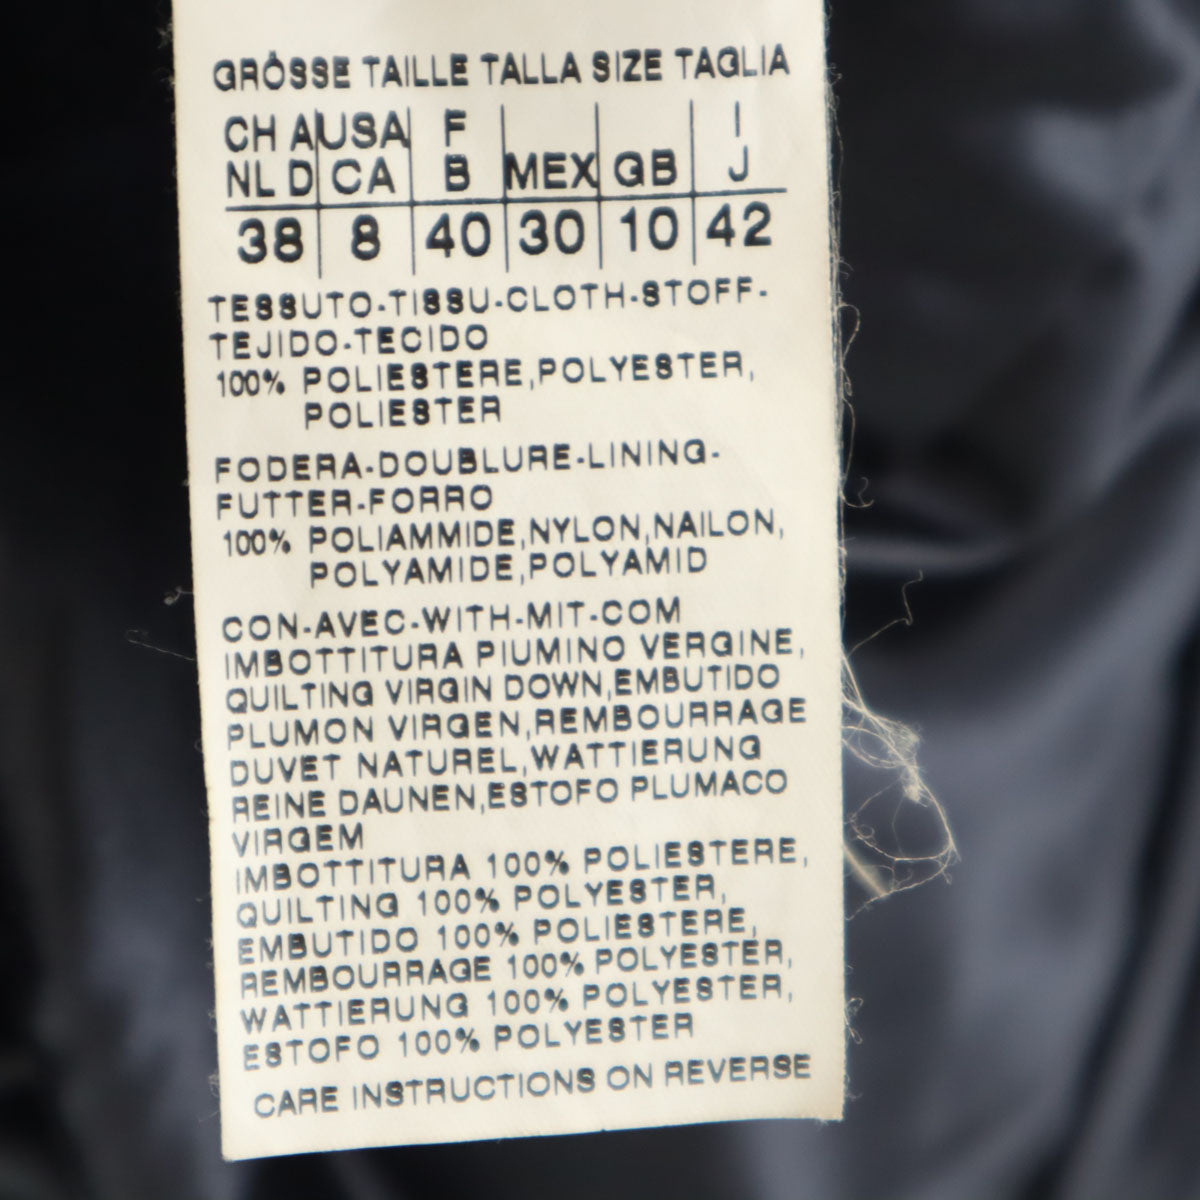 GRÖSSE TAILLE TALLA SIZE TAGLIA
CH A USA F I
NL D CA B MEX GB J
38 8 40 30 10 42
TESSUTO-TISSU-CLOTH-STOFF-
TEJIDO-TECIDO
100% POLIESTERE,POLYESTER,
POLIESTER
FODERA-DOUBLURE-LINING-
FUTTER-FORRO
100% POLIAMMIDE,NYLON,NAILON,
POLYAMIDE,POLYAMID
CON-AVEC-WITH-MIT-COM
IMBOTTITURA PIUMINO VERGINE,
QUILTING VIRGIN DOWN,EMBUTIDO
PLUMON VIRGEN,REMBOURRAGE
DUVET NATUREL,WATTIERUNG
REINE DAUNEN,ESTOFO PLUMACO
VIRGEM
IMBOTTITURA 100% POLIESTERE,
QUILTING 100% POLYESTER,
EMBUTIDO 100% POLIESTERE,
REMBOURRAGE 100% POLYESTER,
WATTIERUNG 100% POLYESTER,
ESTOFO 100% POLYESTER
CARE INSTRUCTIONS ON REVERSE